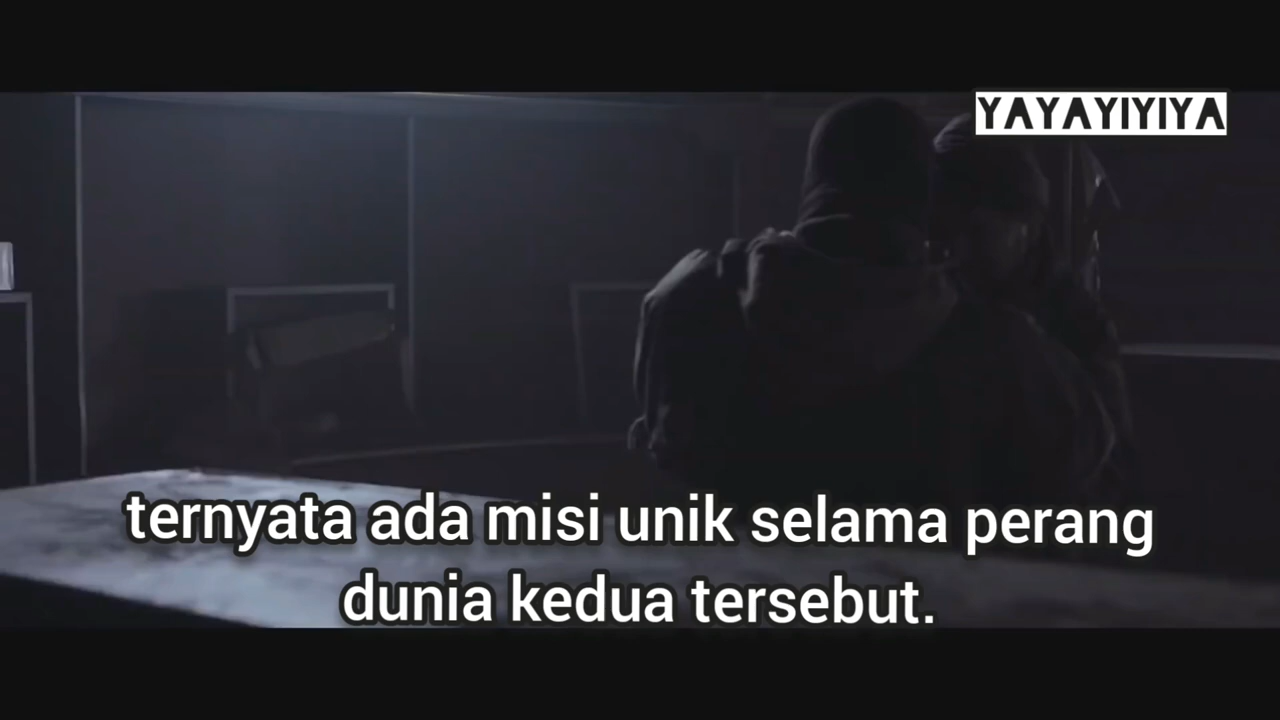 YAYAYIYIYA
ternyata ada misi unik selama perang
dunia kedua tersebut.